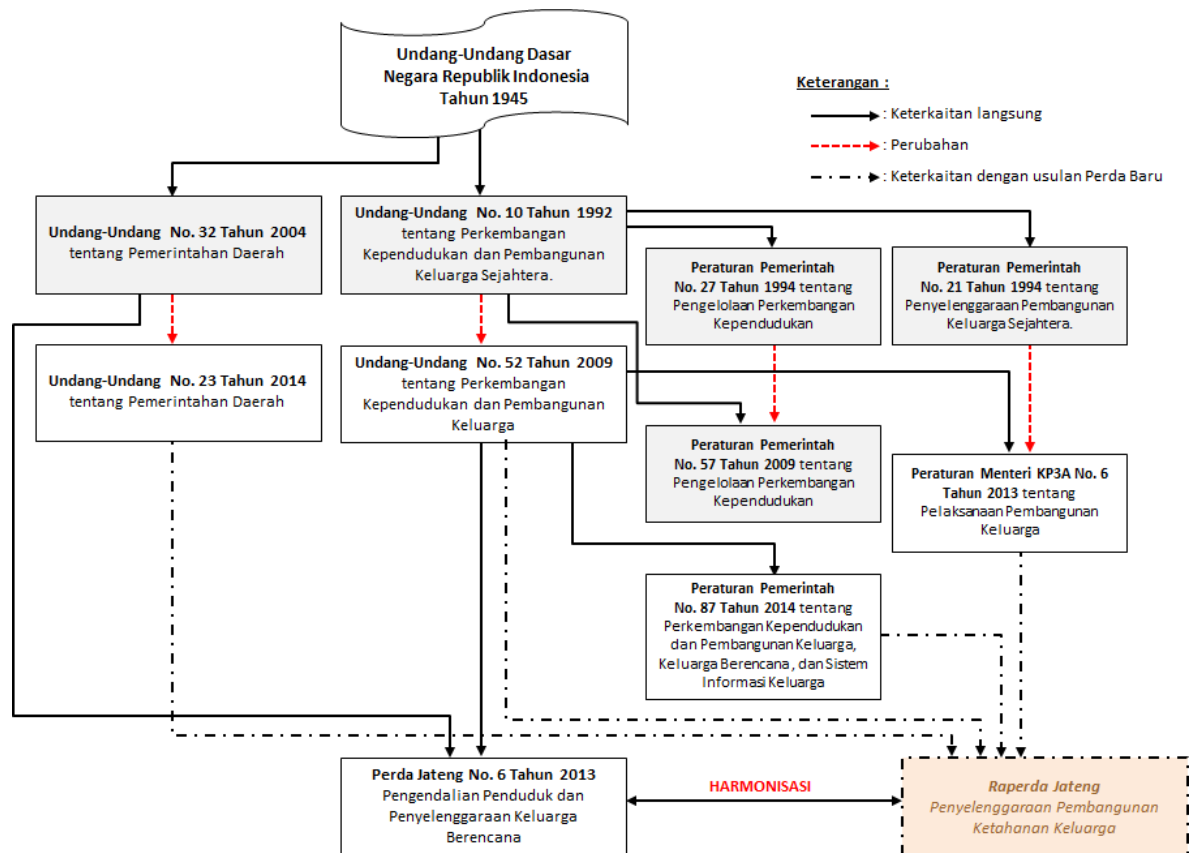 Undang-Undang Dasar
Negara Republik Indonesia
Tahun 1945
Keterangan :
: Keterkaitan langsung
: Perubahan
: Keterkaitan dengan usulan Perda Baru
Undang-Undang No. 32 Tahun 2004
tentang Pemerintahan Daerah
Undang-Undang No. 10 Tahun 1992
tentang Perkembangan
Kependudukan dan Pembangunan
Keluarga Sejahtera.
Peraturan Pemerintah
No. 27 Tahun 1994 tentang
Pengelolaan Perkembangan
Kependudukan
Peraturan Pemerintah
No. 21 Tahun 1994 tentang
Penyelenggaraan Pembangunan
Keluarga Sejahtera.
Undang-Undang No. 23 Tahun 2014
tentang Pemerintahan Daerah
Undang-Undang No. 52 Tahun 2009
tentang Perkembangan
Kependudukan dan Pembangunan
Keluarga
Peraturan Pemerintah
No. 57 Tahun 2009 tentang
Pengelolaan Perkembangan
Kependudukan
Peraturan Menteri KP3A No. 6
Tahun 2013 tentang
Pelaksanaan Pembangunan
Keluarga
Peraturan Pemerintah
No. 87 Tahun 2014 tentang
Perkembangan Kependudukan
dan Pembangunan Keluarga,
Keluarga Berencana , dan Sistem
Informasi Keluarga
Perda Jateng No. 6 Tahun 2013
Pengendalian Penduduk dan
Penyelenggaraan Keluarga
Berencana
HARMONISASI
Raperda Jateng
Penyelenggaraan Pembangunan
Ketahanan Keluarga